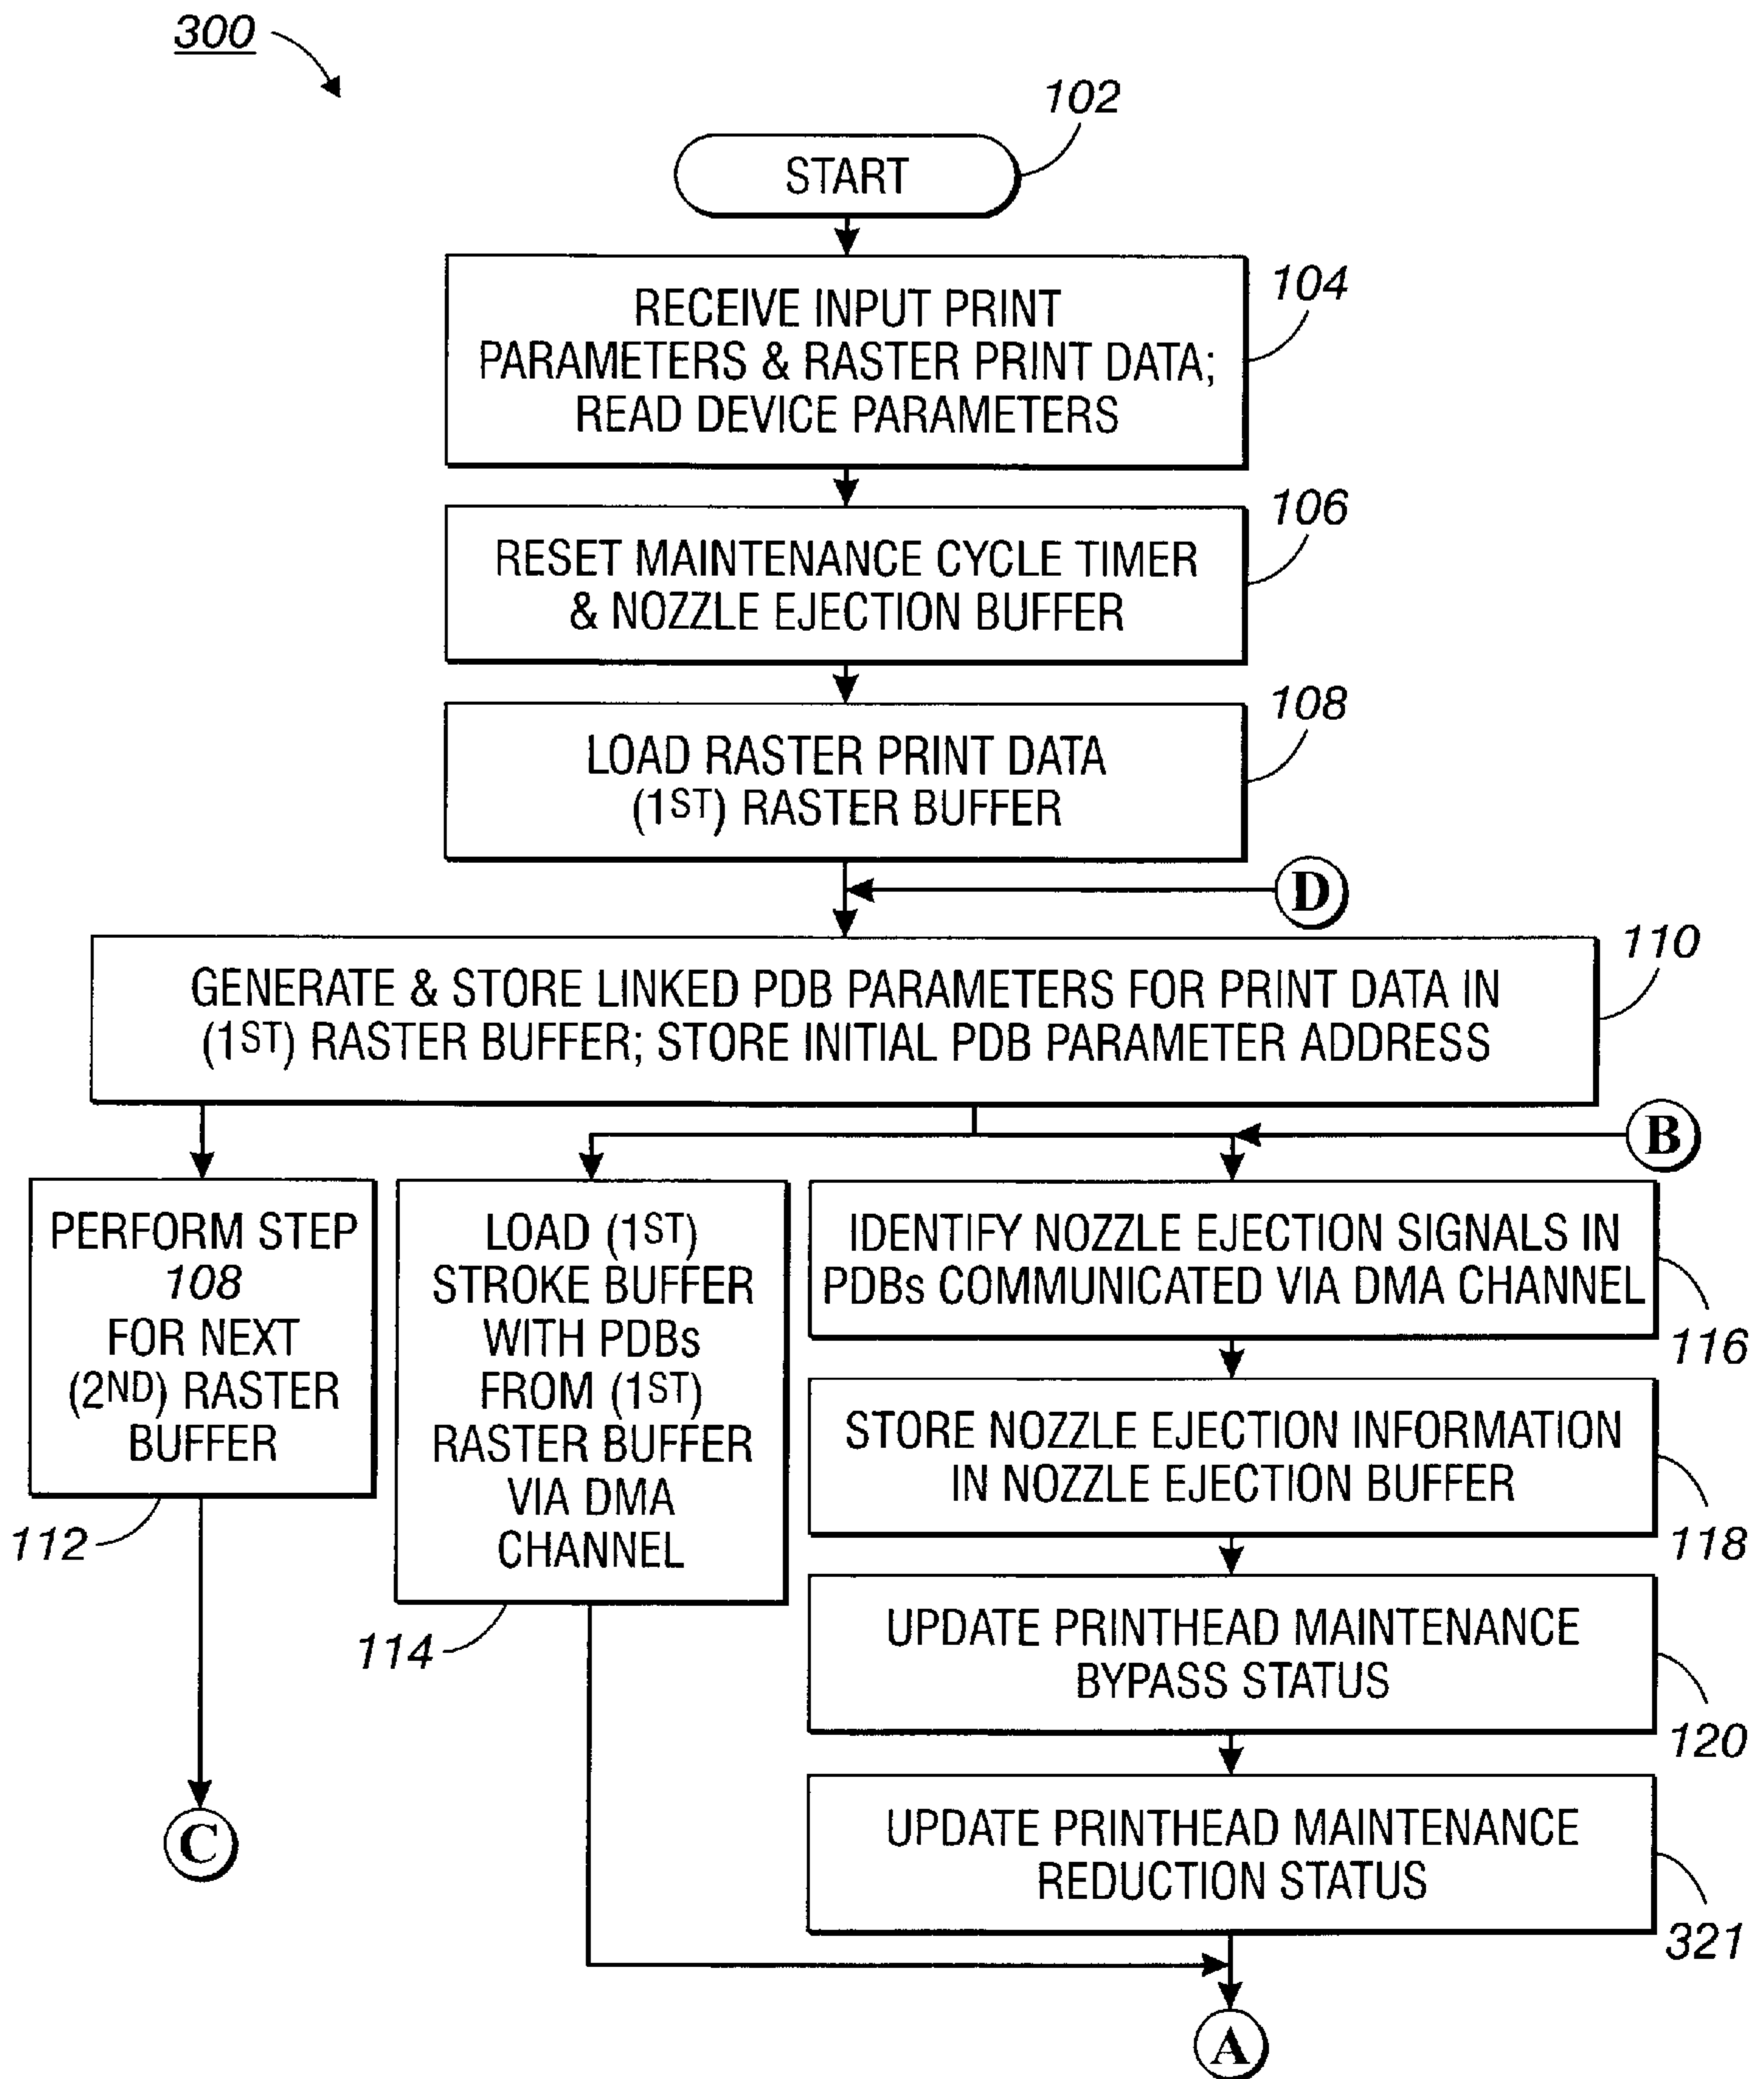 300
102
START
104
RECEIVE INPUT PRINT
PARAMETERS & RASTER PRINT DATA;
READ DEVICE PARAMETERS
106
RESET MAINTENANCE CYCLE TIMER
& NOZZLE EJECTION BUFFER
108
LOAD RASTER PRINT DATA
(1ST) RASTER BUFFER
D
110
GENERATE & STORE LINKED PDB PARAMETERS FOR PRINT DATA IN
(1ST) RASTER BUFFER; STORE INITIAL PDB PARAMETER ADDRESS
B
PERFORM STEP
108
FOR NEXT
(2ND) RASTER
BUFFER
112
C
LOAD (1ST)
STROKE BUFFER
WITH PDBs
FROM (1ST)
RASTER BUFFER
VIA DMA
CHANNEL
114
IDENTIFY NOZZLE EJECTION SIGNALS IN
PDBs COMMUNICATED VIA DMA CHANNEL
116
STORE NOZZLE EJECTION INFORMATION
IN NOZZLE EJECTION BUFFER
118
UPDATE PRINTHEAD MAINTENANCE
BYPASS STATUS
120
UPDATE PRINTHEAD MAINTENANCE
REDUCTION STATUS
321
A